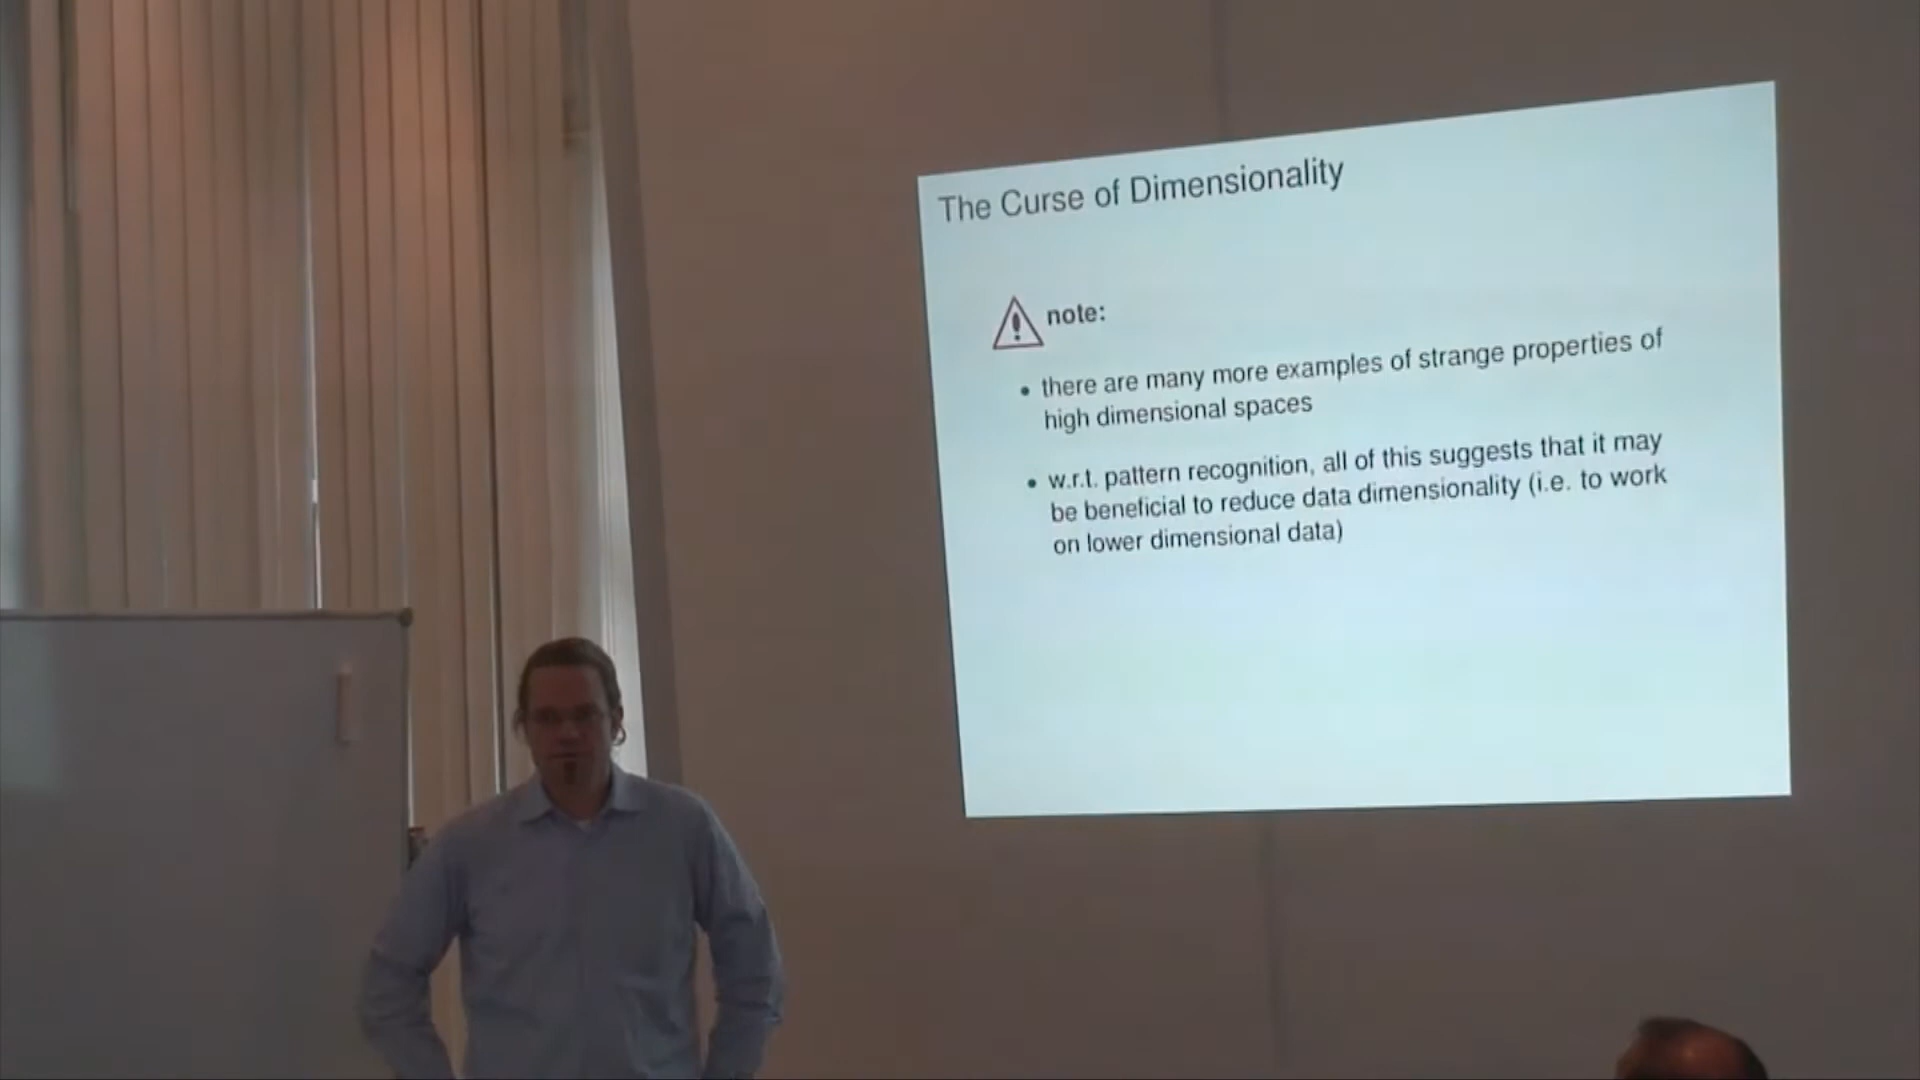 The Curse of Dimensionality
note:
• there are many more examples of strange properties of
high dimensional spaces
• w.r.t. pattern recognition, all of this suggests that it may
be beneficial to reduce data dimensionality (i.e. to work
on lower dimensional data)